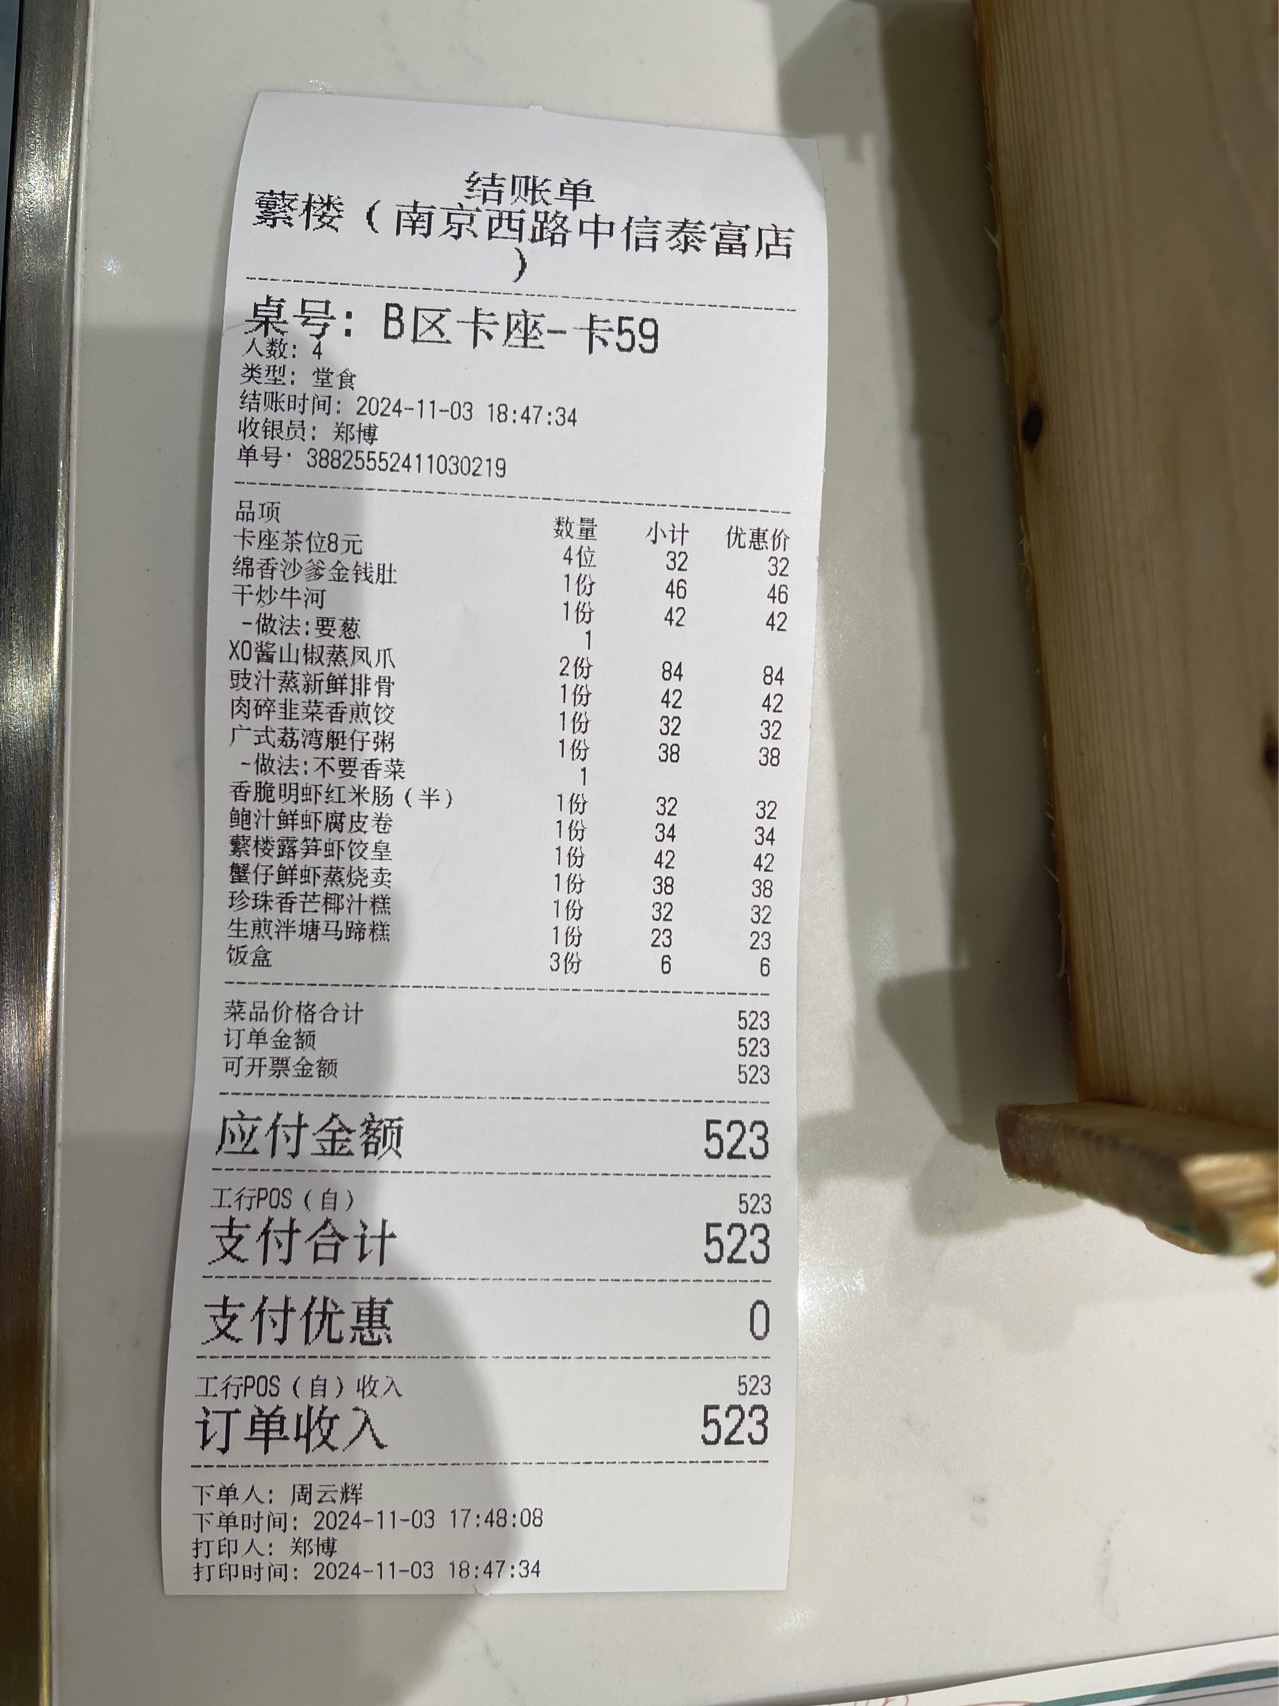 结账单
蘩楼（南京西路中信泰富店
）
桌号: B区卡座-卡59
人数: 4
类型: 堂食
结账时间: 2024-11-03 18:47:34
收银员: 郑博
单号: 38825552411030219
品项 数量 小计 优惠价
卡座茶位8元 4位 32 32
绵香沙爹金钱肚 1份 46 46
干炒牛河 1份 42 42
-做法:要葱 1
XO酱山椒蒸凤爪 2份 84 84
豉汁蒸新鲜排骨 1份 42 42
肉碎韭菜香煎饺 1份 32 32
广式荔湾艇仔粥 1份 38 38
-做法:不要香菜 1
香脆明虾红米肠（半） 1份 32 32
鲍汁鲜虾腐皮卷 1份 34 34
蘩楼露笋虾饺皇 1份 42 42
蟹仔鲜虾蒸烧卖 1份 38 38
珍珠香芒椰汁糕 1份 32 32
生煎泮塘马蹄糕 1份 23 23
饭盒 3份 6 6
菜品价格合计 523
订单金额 523
可开票金额 523
应付金额 523
工行POS（自） 523
支付合计 523
支付优惠 0
工行POS（自）收入 523
订单收入 523
下单人: 周云辉
下单时间: 2024-11-03 17:48:08
打印人: 郑博
打印时间: 2024-11-03 18:47:34